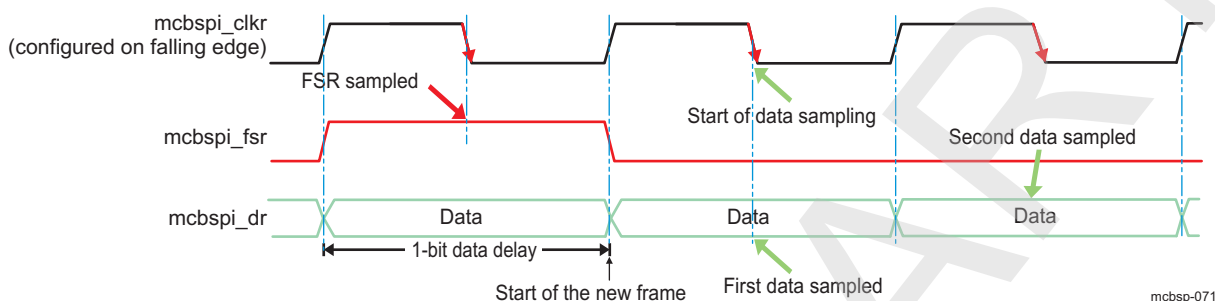 mcbspi_clkr
(configured on falling edge)
FSR sampled
Start of data sampling
mcbspi_fsr
Second data sampled
mcbspi_dr
Data
Data
Data
1-bit data delay
Start of the new frame
First data sampled
mcbsp-071